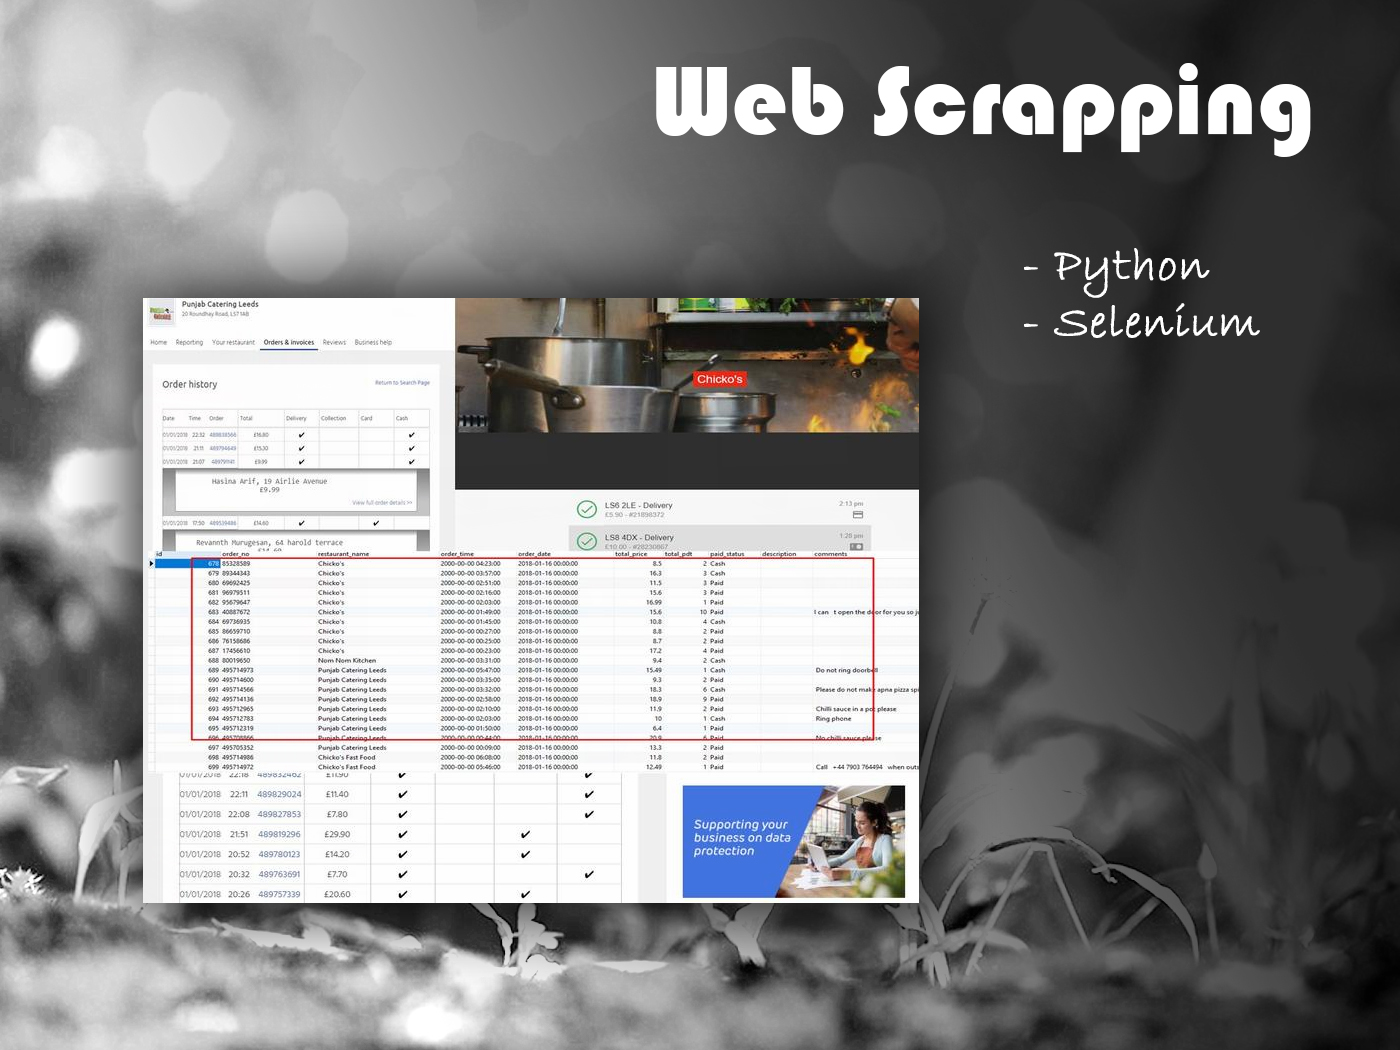 Web Scrapping
- Python
- Selenium
Punjab Catering Leeds
20 Roundhay Road, LS7 1AB
Home Reporting Your restaurant Orders & invoices Reviews Business help
Order history Return to Search Page
Date Time Order Total Delivery Collection Card Cash
01/01/2018 22:32 489838566 £16.80 ✓ ✓
01/01/2018 21:11 489794649 £15.30 ✓ ✓
01/01/2018 21:07 489791141 £9.99 ✓ ✓
Hasina Arif, 19 Airlie Avenue
£9.99
View full order details >>
01/01/2018 17:50 489539486 £14.60 ✓ ✓
Revannth Murugesan, 64 harold terrace
£14.60
Chicko's
LS6 2LE - Delivery 2:13 pm
£5.90 - #21898372
LS8 4DX - Delivery 1:28 pm
£10.00 - #28230867
id order_no restaurant_name order_time order_date total_price total_pdt paid_status description comments
678 85328589 Chicko's 2000-00-00 04:23:00 2018-01-16 00:00:00 8.5 2 Cash
679 89344343 Chicko's 2000-00-00 03:57:00 2018-01-16 00:00:00 16.3 3 Cash
680 69692425 Chicko's 2000-00-00 02:51:00 2018-01-16 00:00:00 11.5 3 Paid
681 96979511 Chicko's 2000-00-00 02:16:00 2018-01-16 00:00:00 15.6 3 Paid
682 95679647 Chicko's 2000-00-00 02:03:00 2018-01-16 00:00:00 16.99 1 Paid
683 40887672 Chicko's 2000-00-00 01:49:00 2018-01-16 00:00:00 15.6 10 Paid I can t open the door for you so
684 69736935 Chicko's 2000-00-00 01:45:00 2018-01-16 00:00:00 10.8 4 Cash
685 86659710 Chicko's 2000-00-00 00:27:00 2018-01-16 00:00:00 8.8 2 Paid
686 76158686 Chicko's 2000-00-00 00:25:00 2018-01-16 00:00:00 8.7 2 Paid
687 17456610 Chicko's 2000-00-00 00:23:00 2018-01-16 00:00:00 17.2 4 Paid
688 80019650 Nom Nom Kitchen 2000-00-00 03:31:00 2018-01-16 00:00:00 9.4 2 Cash
689 495714973 Punjab Catering Leeds 2000-00-00 05:47:00 2018-01-16 00:00:00 15.49 1 Cash Do not ring doorbell
690 495714600 Punjab Catering Leeds 2000-00-00 03:35:00 2018-01-16 00:00:00 9.3 2 Paid
691 495714566 Punjab Catering Leeds 2000-00-00 03:32:00 2018-01-16 00:00:00 18.3 6 Cash Please do not make apna pizza
692 495714136 Punjab Catering Leeds 2000-00-00 02:58:00 2018-01-16 00:00:00 18.9 9 Paid
693 495712965 Punjab Catering Leeds 2000-00-00 02:10:00 2018-01-16 00:00:00 11.9 2 Paid Chilli sauce in a pot please
694 495712783 Punjab Catering Leeds 2000-00-00 02:03:00 2018-01-16 00:00:00 10 1 Cash Ring phone
695 495712319 Punjab Catering Leeds 2000-00-00 01:50:00 2018-01-16 00:00:00 6.4 1 Paid
696 495708866 Punjab Catering Leeds 2000-00-00 00:44:00 2018-01-16 00:00:00 20.9 6 Paid No chilli sauce please
697 495705352 Punjab Catering Leeds 2000-00-00 00:09:00 2018-01-16 00:00:00 13.3 2 Paid
698 495714986 Chicko's Fast Food 2000-00-00 06:08:00 2018-01-16 00:00:00 11.8 2 Paid
699 495714972 Chicko's Fast Food 2000-00-00 05:46:00 2018-01-16 00:00:00 12.49 1 Paid Call +44 7903 764494 when
01/01/2018 22:18 489832462 £11.90 ✓ ✓
01/01/2018 22:11 489829024 £11.40 ✓ ✓
01/01/2018 22:08 489827853 £7.80 ✓ ✓
01/01/2018 21:51 489819296 £29.90 ✓ ✓
01/01/2018 20:52 489780123 £14.20 ✓ ✓
01/01/2018 20:32 489763691 £7.70 ✓ ✓
01/01/2018 20:26 489757339 £20.60 ✓ ✓
Supporting your
business on data
protection